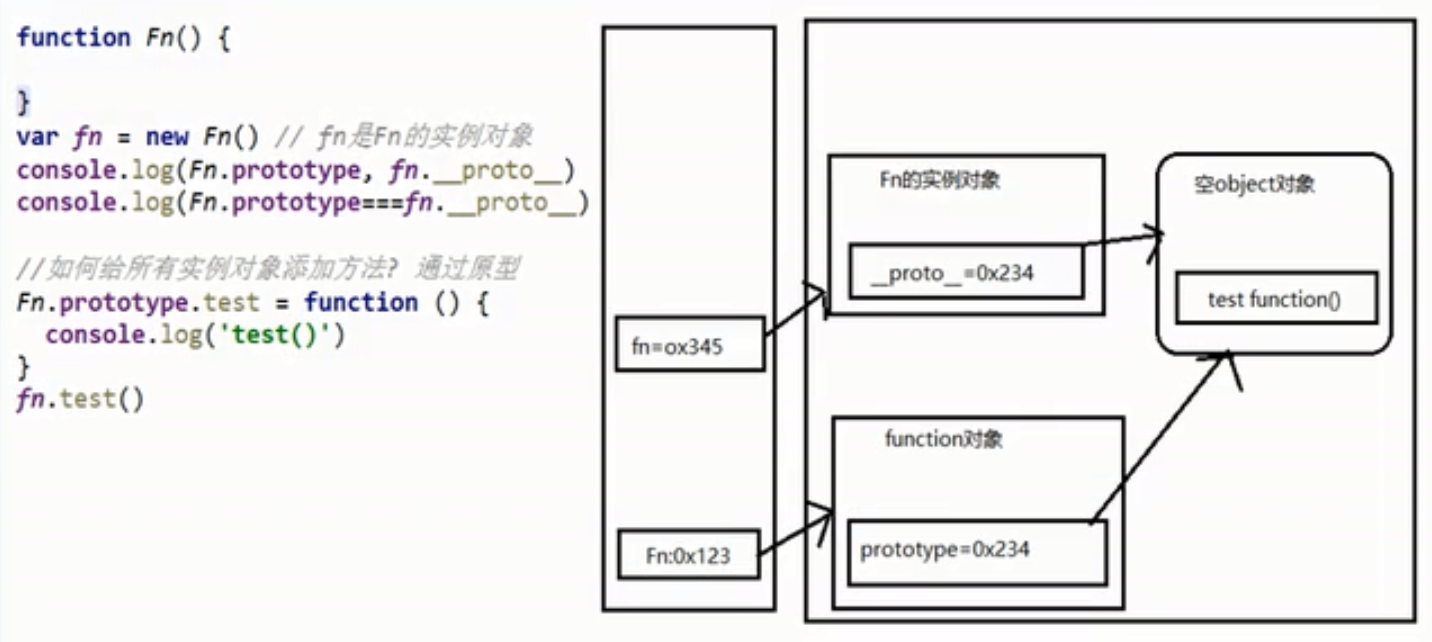 function Fn() {
}
var fn = new Fn() // fn是Fn的实例对象
console.log(Fn.prototype, fn.__proto__)
console.log(Fn.prototype===fn.__proto__)
//如何给所有实例对象添加方法? 通过原型
Fn.prototype.test = function () {
console.log('test()')
}
fn.test()
fn=ox345
Fn:0x123
Fn的实例对象
__proto__=0x234
空object对象
test function()
function对象
prototype=0x234